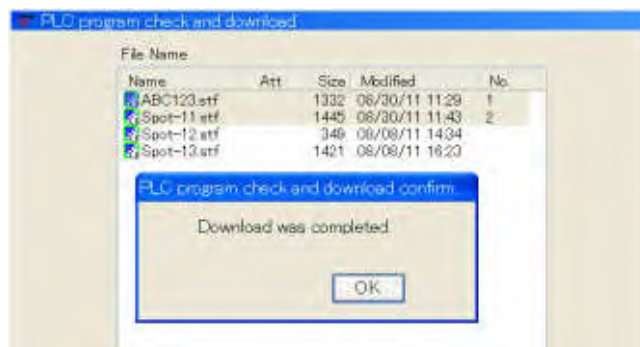 PLC program check and download
File Name
Name Att Size Modified No.
ABC123.stf 1332 06/30/11 11:29 1
Spot-11.stf 1445 06/30/11 11:43 2
Spot-12.stf 349 08/08/11 14:34
Spot-13.stf 1421 08/08/11 16:23
PLC program check and download confirm.
Download was completed.
OK